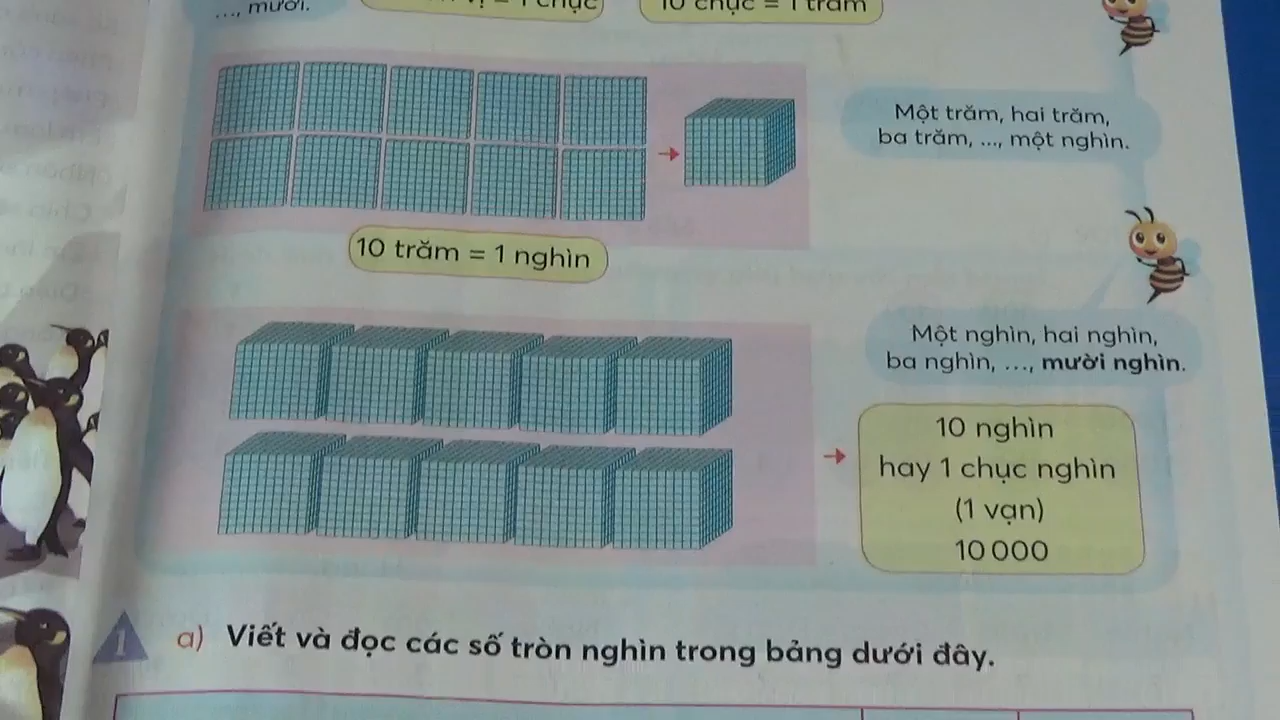 ..., mười.
= 1 chục
10 chục = 1 trăm
Một trăm, hai trăm,
ba trăm, ..., một nghìn.
10 trăm = 1 nghìn
Một nghìn, hai nghìn,
ba nghìn, ..., mười nghìn.
10 nghìn
hay 1 chục nghìn
(1 vạn)
10 000
1 a) Viết và đọc các số tròn nghìn trong bảng dưới đây.